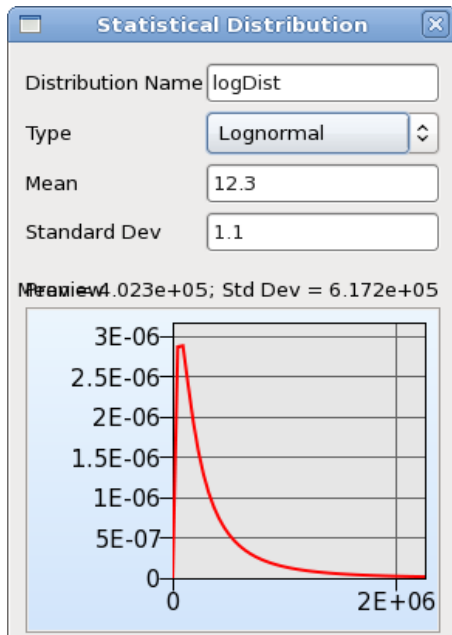 Statistical Distribution
Distribution Name logDist
Type Lognormal
Mean 12.3
Standard Dev 1.1
Preview
Mean = 4.023e+05; Std Dev = 6.172e+05
3E-06
2.5E-06
2E-06
1.5E-06
1E-06
5E-07
0
0 2E+06